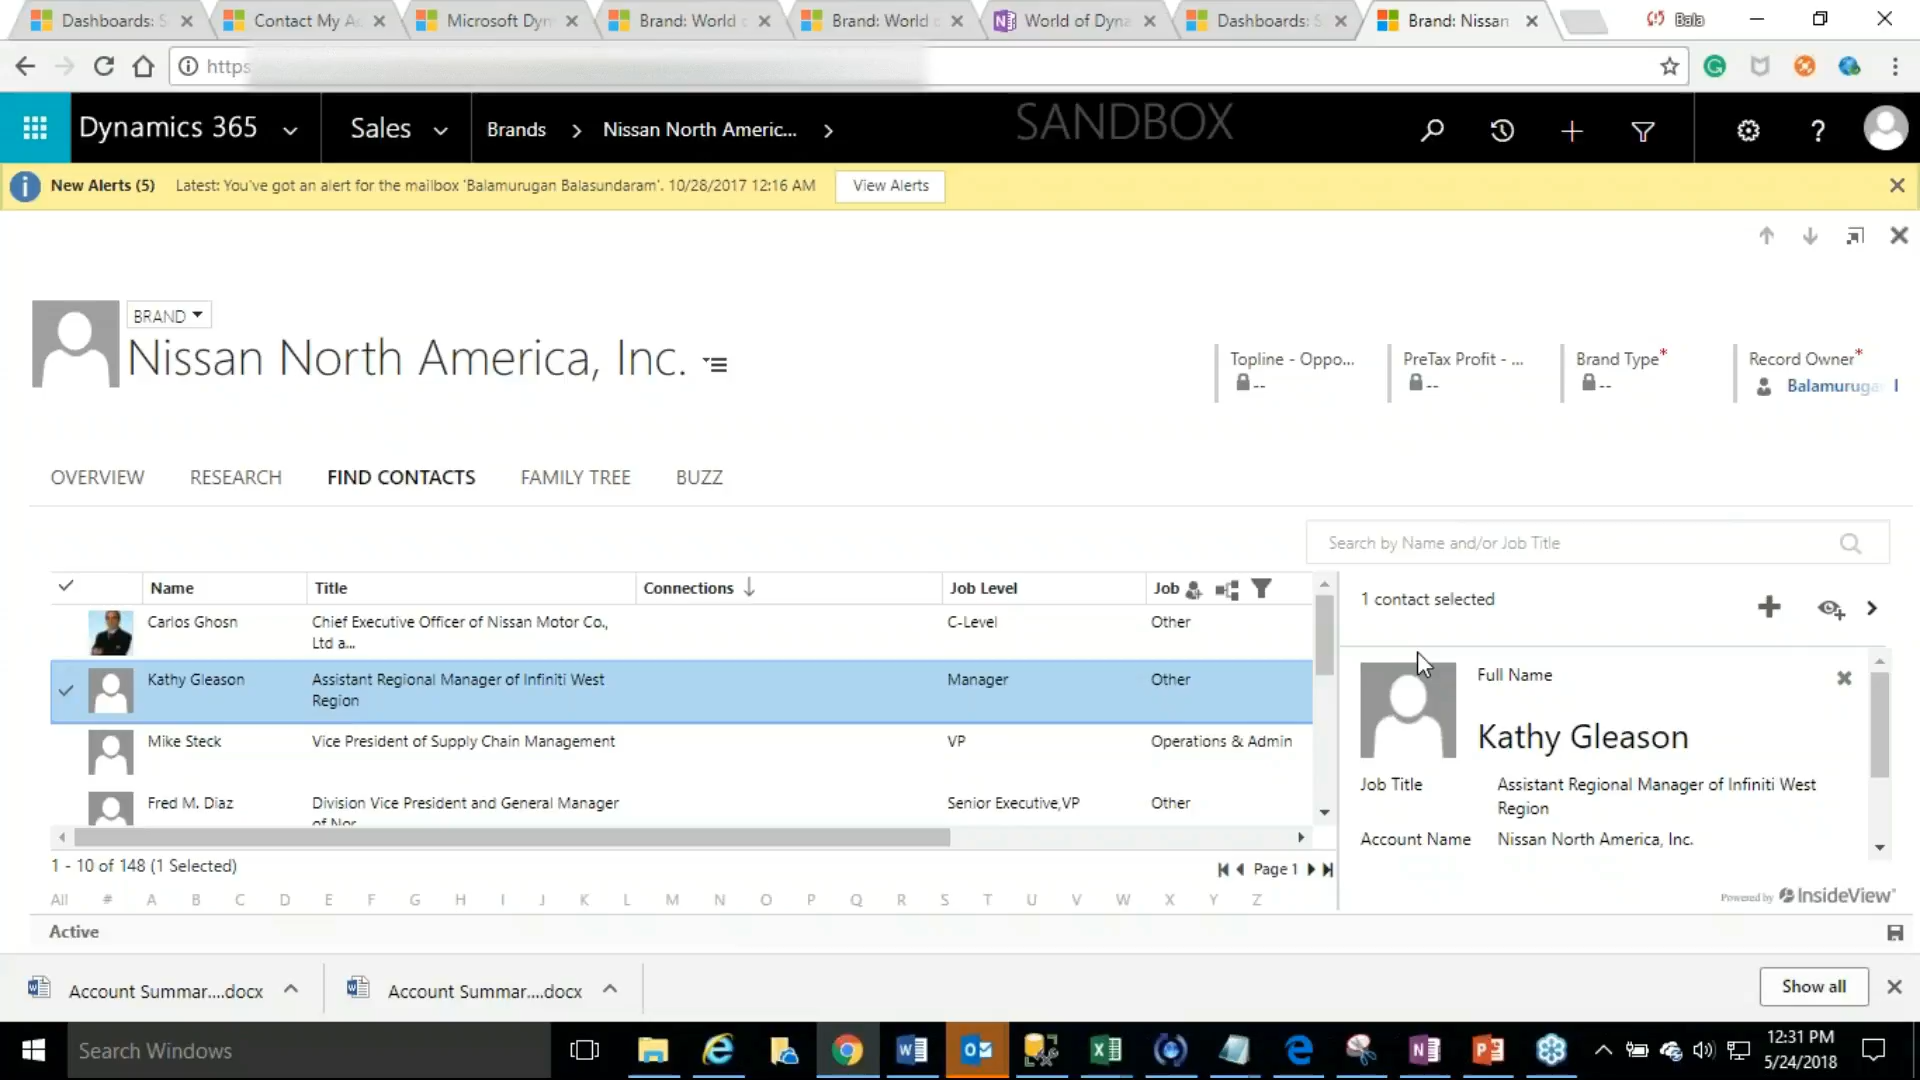 Dashboards: S
Contact My Ac
Microsoft Dyn
Brand: World o
Brand: World o
World of Dyna
Dashboards: S
Brand: Nissan
Bala
https
Dynamics 365
Sales
Brands
Nissan North Americ...
SANDBOX
New Alerts (5) Latest: You've got an alert for the mailbox 'Balamurugan Balasundaram'. 10/28/2017 12:16 AM View Alerts
BRAND
Nissan North America, Inc.
Topline - Oppo...
--
PreTax Profit - ...
--
Brand Type*
--
Record Owner*
Balamuruga
OVERVIEW RESEARCH FIND CONTACTS FAMILY TREE BUZZ
Search by Name and/or Job Title
Name Title Connections Job Level Job
Carlos Ghosn Chief Executive Officer of Nissan Motor Co., C-Level Other
Ltd a...
Kathy Gleason Assistant Regional Manager of Infiniti West Manager Other
Region
Mike Steck Vice President of Supply Chain Management VP Operations & Admin
Fred M. Diaz Division Vice President and General Manager Senior Executive,VP Other
of Nor
1 - 10 of 148 (1 Selected)
Page 1
All # A B C D E F G H I J K L M N O P Q R S T U V W X Y Z
1 contact selected
Full Name
Kathy Gleason
Job Title Assistant Regional Manager of Infiniti West
Region
Account Name Nissan North America, Inc.
Powered by InsideView
Active
Account Summar....docx
Account Summar....docx
Show all
Search Windows
12:31 PM
5/24/2018